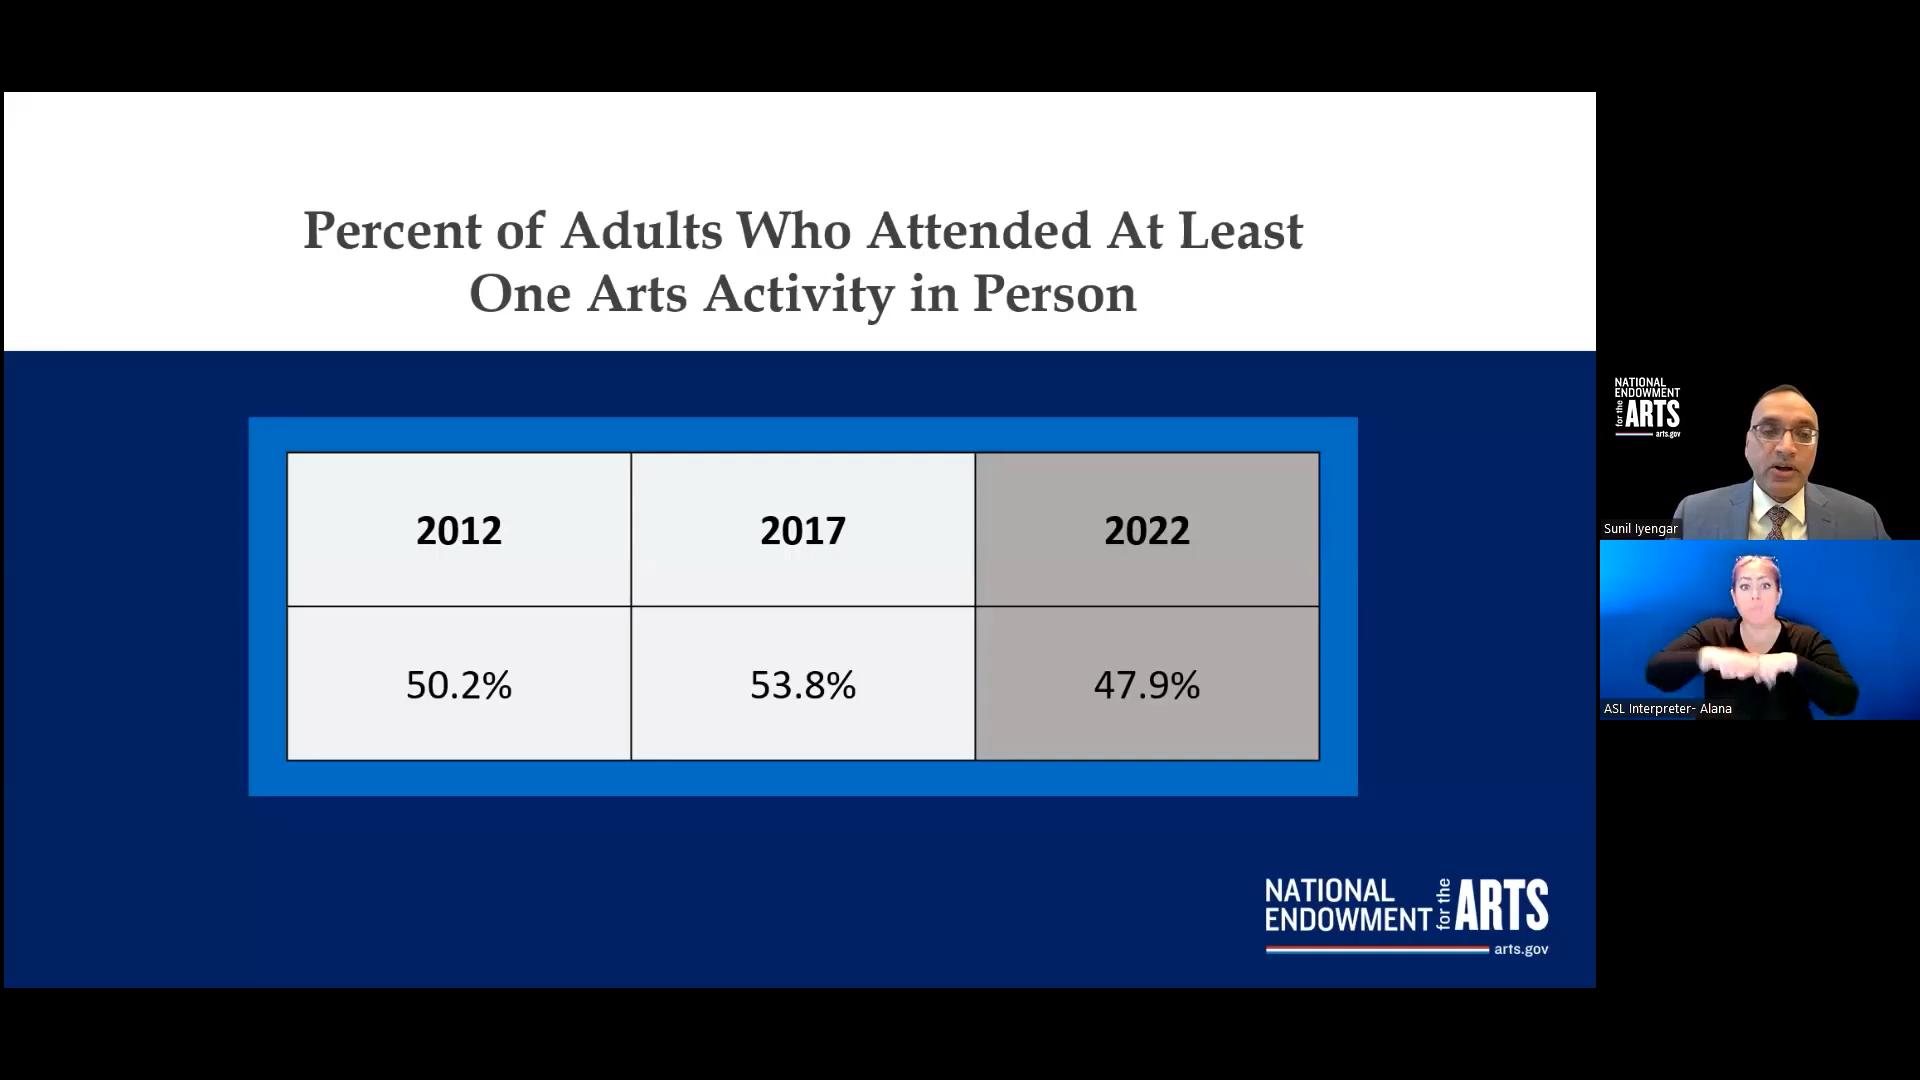 Percent of Adults Who Attended At Least
One Arts Activity in Person
2012 2017 2022
50.2% 53.8% 47.9%
NATIONAL
ENDOWMENT
for the
ARTS
arts.gov
NATIONAL
ENDOWMENT
for the
ARTS
arts.gov
Sunil Iyengar
ASL Interpreter- Alana